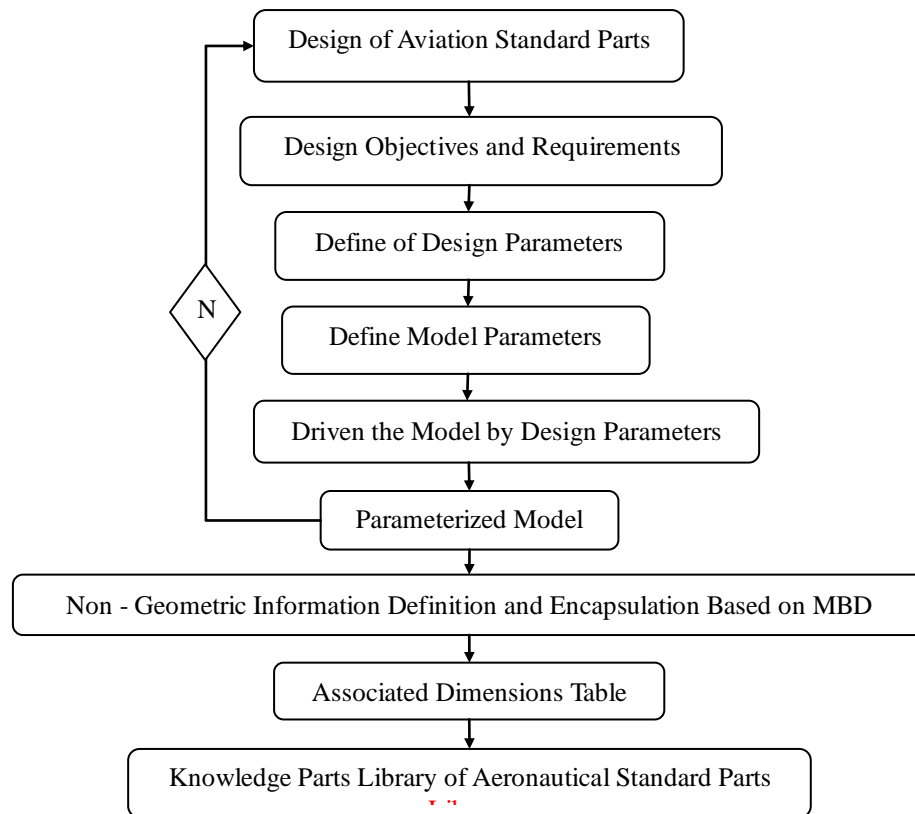 Design of Aviation Standard Parts
Design Objectives and Requirements
Define of Design Parameters
N
Define Model Parameters
Driven the Model by Design Parameters
Parameterized Model
Non - Geometric Information Definition and Encapsulation Based on MBD
Associated Dimensions Table
Knowledge Parts Library of Aeronautical Standard Parts